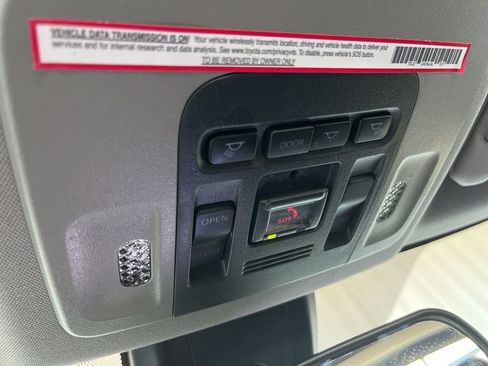 VEHICLE DATA TRANSMISSION IS ON! Your vehicle wirelessly transmits location, driving and vehicle health data to deliver your
services and for internal research and data analysis. See www.toyota.com/privacyvts. To disable, press vehicle's SOS button.
TO BE REMOVED BY OWNER ONLY
DOOR
OPEN
SOS